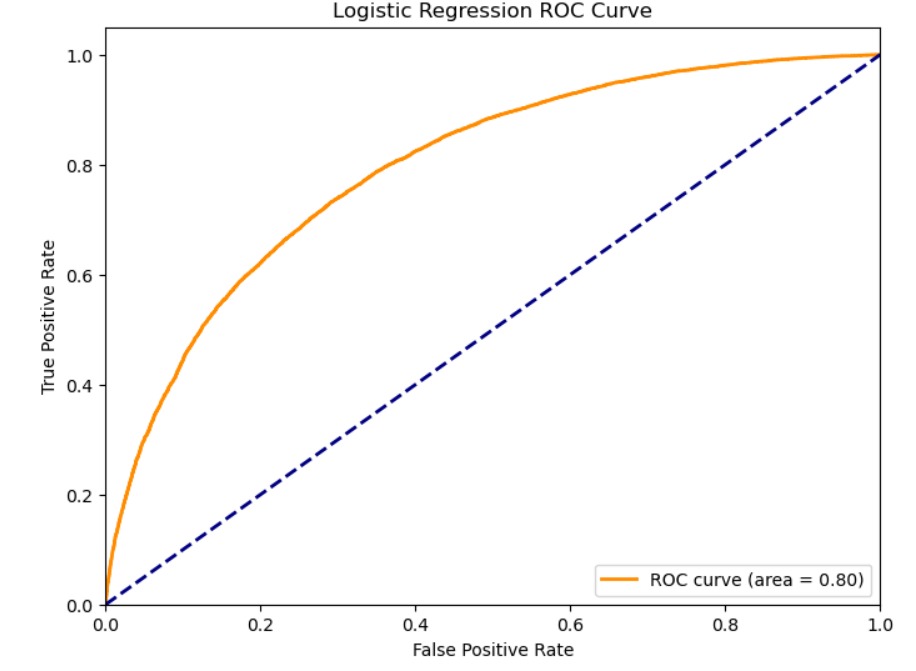 Logistic Regression ROC Curve
1.0
0.8
0.6
0.4
0.2
0.0
True Positive Rate
ROC curve (area = 0.80)
0.0 0.2 0.4 0.6 0.8 1.0
False Positive Rate